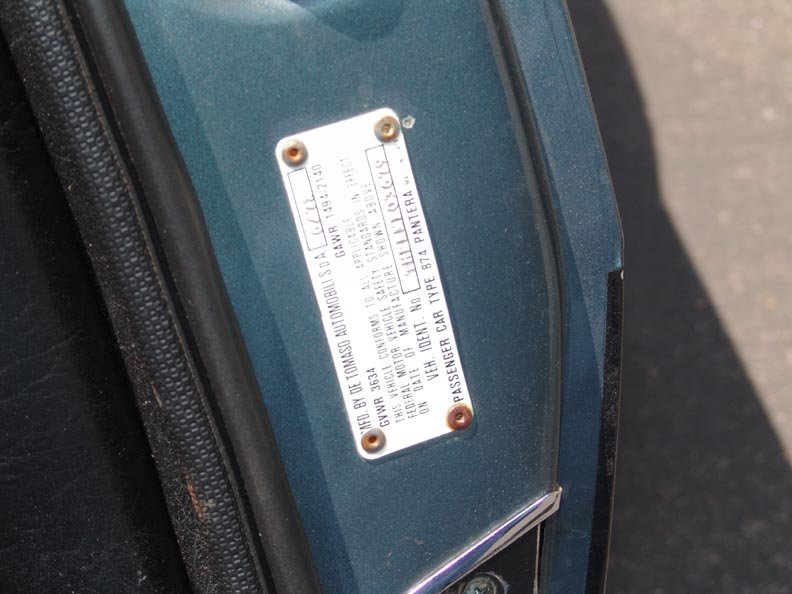 MFD. BY DE TOMASO AUTOMOBILI S.p.A.
GVWR 3634 GAWR 1494/2140
THIS VEHICLE CONFORMS TO ALL APPLICABLE
FEDERAL MOTOR VEHICLE SAFETY STANDARDS IN EFFECT
ON DATE OF MANUFACTURE SHOWN ABOVE
VEH. IDENT. No.
PASSENGER CAR TYPE 874 PANTERA